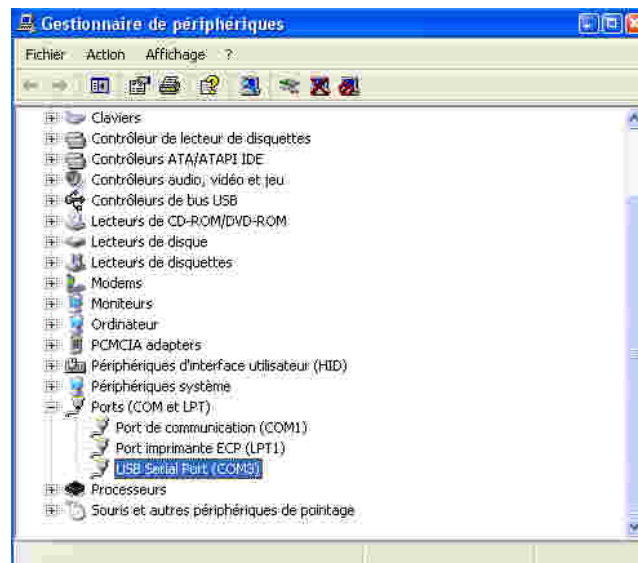 Gestionnaire de périphériques
Fichier Action Affichage ?
Claviers
Contrôleur de lecteur de disquettes
Contrôleurs ATA/ATAPI IDE
Contrôleurs audio, vidéo et jeu
Contrôleurs de bus USB
Lecteurs de CD-ROM/DVD-ROM
Lecteurs de disque
Lecteurs de disquettes
Modems
Moniteurs
Ordinateur
PCMCIA adapters
Périphériques d'interface utilisateur (HID)
Périphériques système
Ports (COM et LPT)
Port de communication (COM1)
Port imprimante ECP (LPT1)
USB Serial Port (COM3)
Processeurs
Souris et autres périphériques de pointage